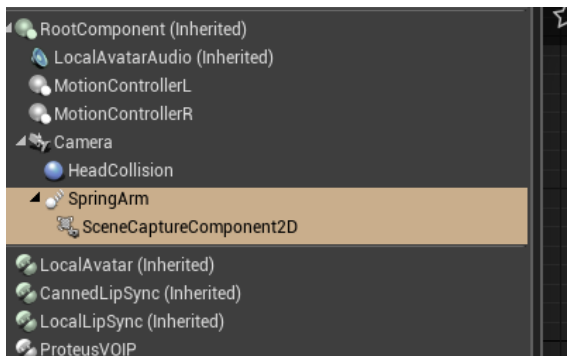 RootComponent (Inherited)
LocalAvatarAudio (Inherited)
MotionControllerL
MotionControllerR
Camera
HeadCollision
SpringArm
SceneCaptureComponent2D
LocalAvatar (Inherited)
CannedLipSync (Inherited)
LocalLipSync (Inherited)
ProteusVOIP